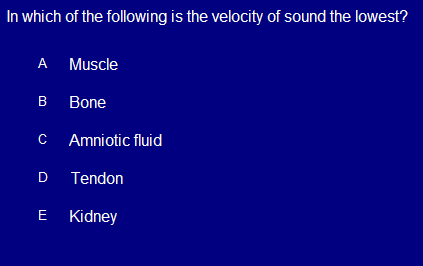 In which of the following is the velocity of sound the lowest?
A Muscle
B Bone
C Amniotic fluid
D Tendon
E Kidney